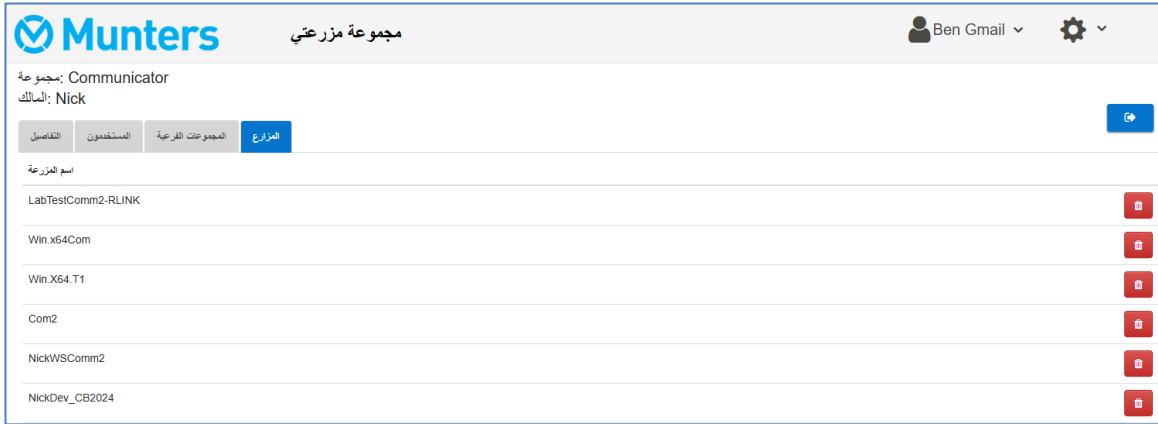 Munters
مجموعة مزرعتي
Ben Gmail
مجموعة: Communicator
المالك: Nick
التفاصيل
المستخدمون
المجموعات الفرعية
المزارع
اسم المزرعة
LabTestComm2-RLINK
Win.x64Com
Win.X64.T1
Com2
NickWSComm2
NickDev_CB2024